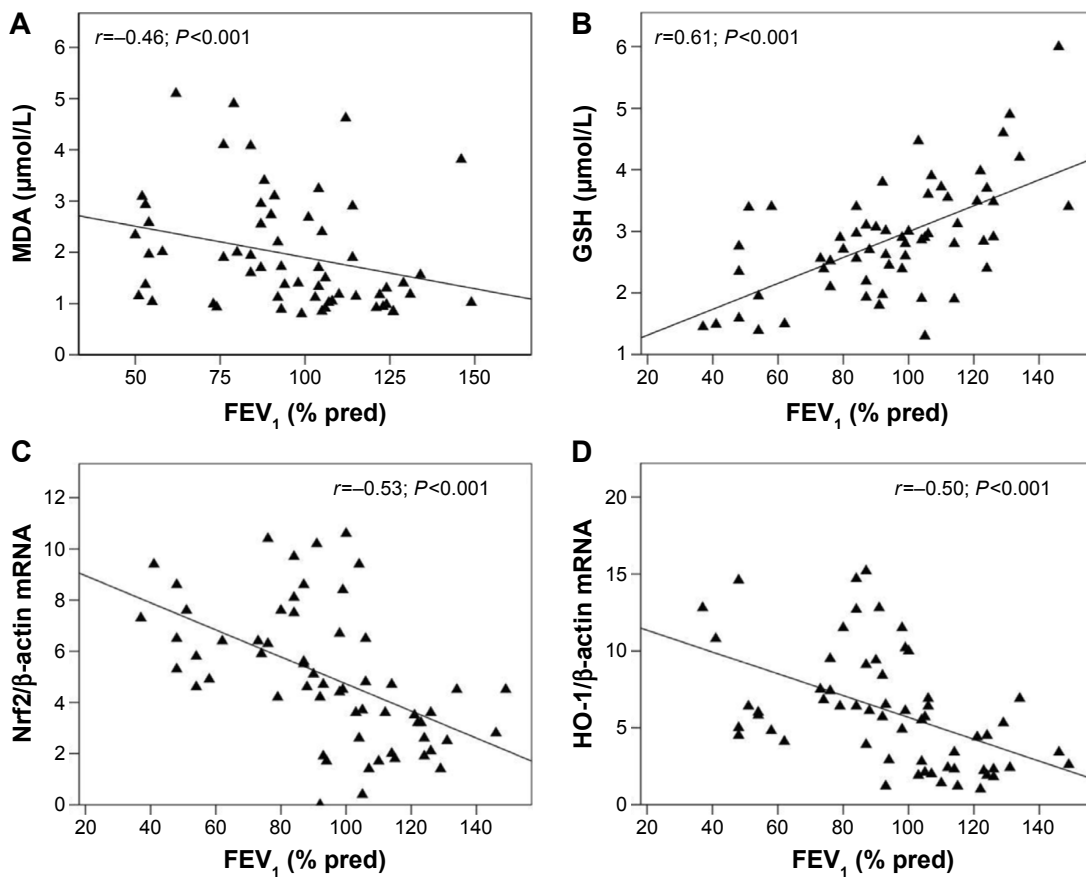 A
r=–0.46; P<0.001
MDA (µmol/L)
6
5
4
3
2
1
0
50 75 100 125 150
FEV₁ (% pred)
B
r=0.61; P<0.001
GSH (µmol/L)
6
5
4
3
2
1
20 40 60 80 100 120 140
FEV₁ (% pred)
C
r=–0.53; P<0.001
Nrf2/β-actin mRNA
12
10
8
6
4
2
0
20 40 60 80 100 120 140
FEV₁ (% pred)
D
r=–0.50; P<0.001
HO-1/β-actin mRNA
20
15
10
5
0
20 40 60 80 100 120 140
FEV₁ (% pred)